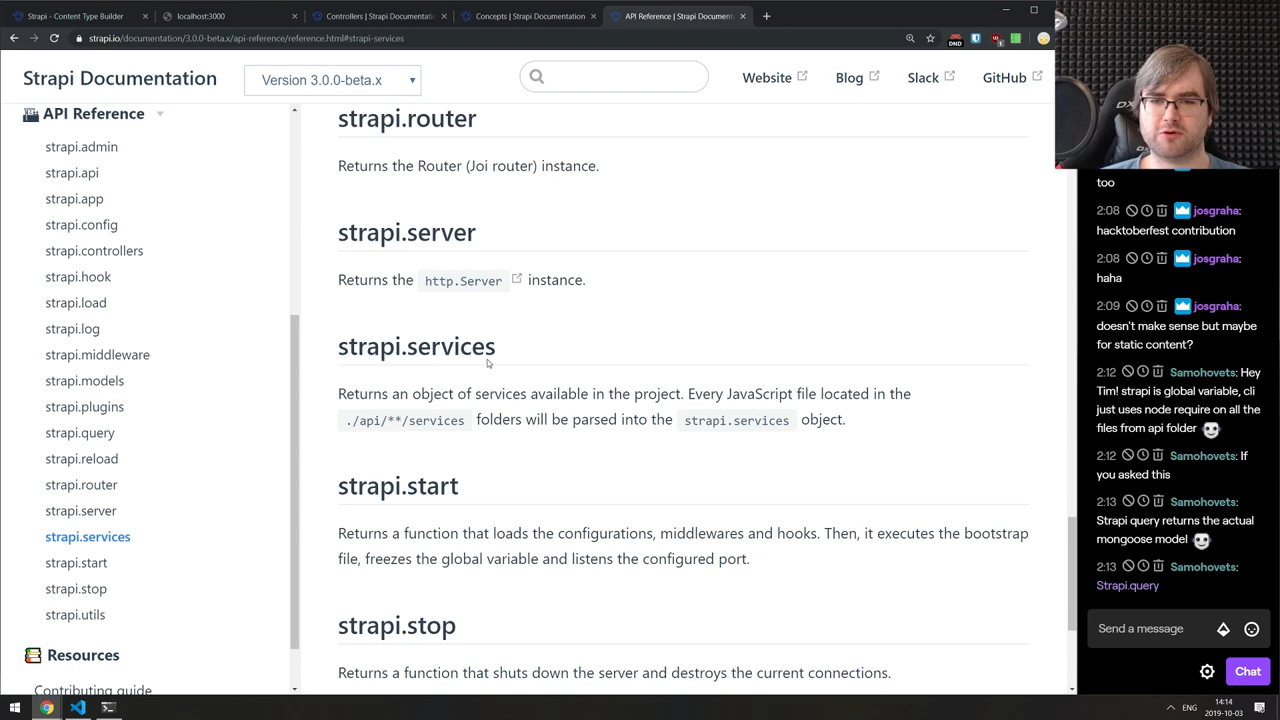 Strapi - Content Type Builder
localhost:3000
Controllers | Strapi Documentati
Concepts | Strapi Documentation
API Reference | Strapi Document
strapi.io/documentation/3.0.0-beta.x/api-reference/reference.html#strapi-services
DND
1
Strapi Documentation
Version 3.0.0-beta.x
Website
Blog
Slack
GitHub
API Reference
strapi.admin
strapi.api
strapi.app
strapi.config
strapi.controllers
strapi.hook
strapi.load
strapi.log
strapi.middleware
strapi.models
strapi.plugins
strapi.query
strapi.reload
strapi.router
strapi.server
strapi.services
strapi.start
strapi.stop
strapi.utils
Resources
Contributing guide
strapi.router
Returns the Router (Joi router) instance.
strapi.server
Returns the http.Server instance.
strapi.services
Returns an object of services available in the project. Every JavaScript file located in the
./api/**/services folders will be parsed into the strapi.services object.
strapi.start
Returns a function that loads the configurations, middlewares and hooks. Then, it executes the bootstrap
file, freezes the global variable and listens the configured port.
strapi.stop
Returns a function that shuts down the server and destroys the current connections.
DX
too
2:08 josgraha:
hacktoberfest contribution
2:08 josgraha:
haha
2:09 josgraha:
doesn't make sense but maybe
for static content?
2:12 Samohovets: Hey
Tim! strapi is global variable, cli
just uses node require on all the
files from api folder
2:12 Samohovets: If
you asked this
2:13 Samohovets:
Strapi query returns the actual
mongoose model
2:13 Samohovets:
Strapi.query
Send a message
Chat
ENG
14:14
2019-10-03